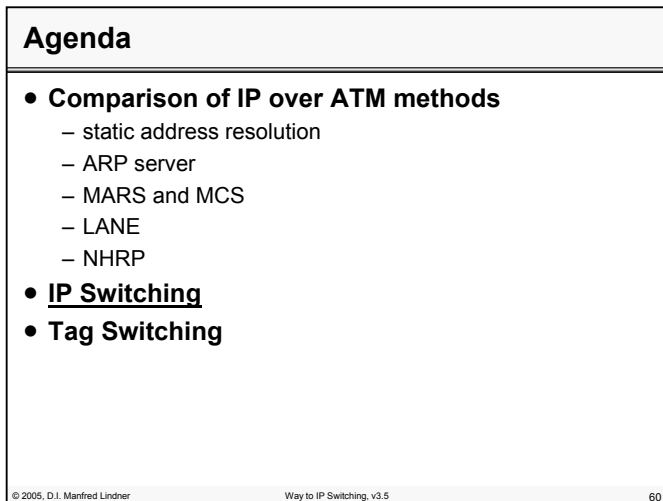 Agenda
• Comparison of IP over ATM methods
– static address resolution
– ARP server
– MARS and MCS
– LANE
– NHRP
• IP Switching
• Tag Switching
© 2005, D.I. Manfred Lindner
Way to IP Switching, v3.5
60